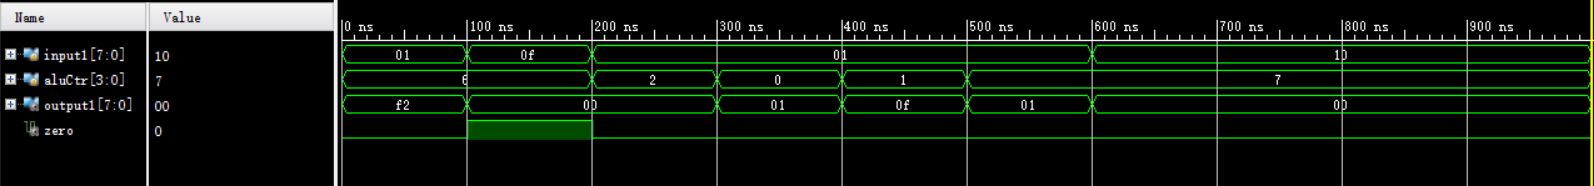 Name Value
0 ns 100 ns 200 ns 300 ns 400 ns 500 ns 600 ns 700 ns 800 ns 900 ns
input1[7:0] 10 01 0f 01 10
aluCtr[3:0] 7 6 2 0 1 7
output1[7:0] 00 f2 00 01 0f 01 00
zero 0